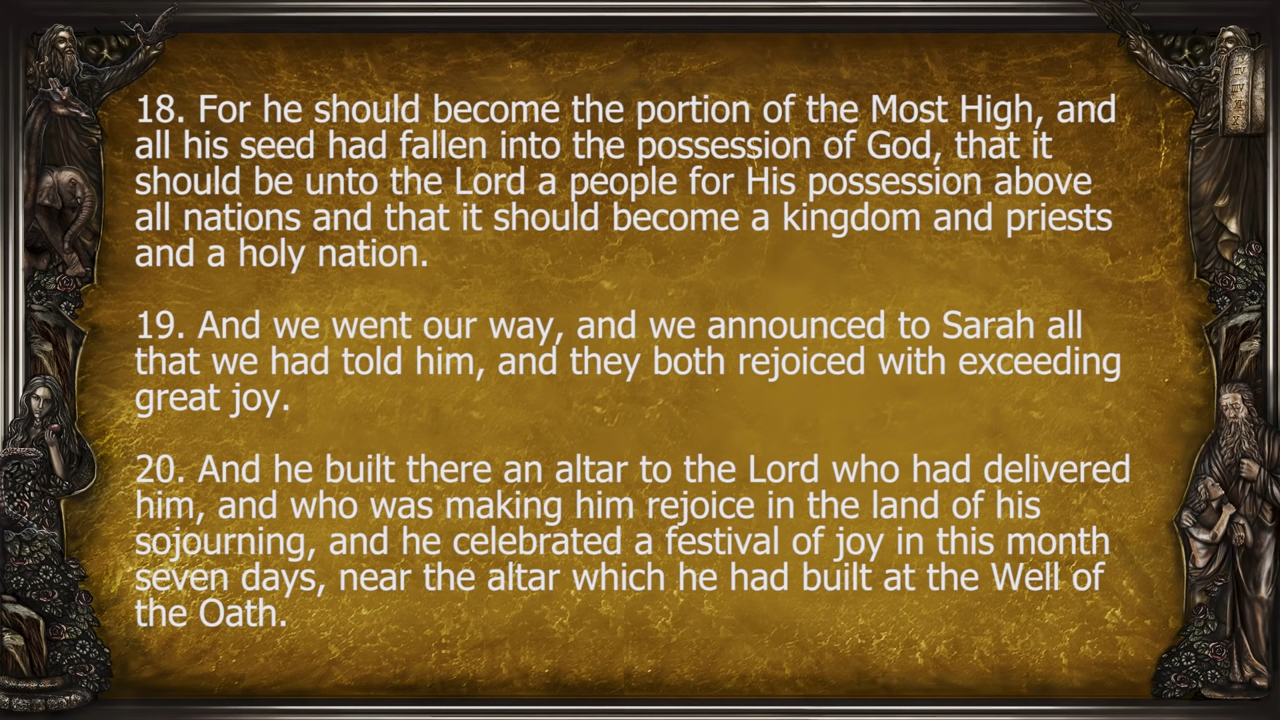 18. For he should become the portion of the Most High, and
all his seed had fallen into the possession of God, that it
should be unto the Lord a people for His possession above
all nations and that it should become a kingdom and priests
and a holy nation.
19. And we went our way, and we announced to Sarah all
that we had told him, and they both rejoiced with exceeding
great joy.
20. And he built there an altar to the Lord who had delivered
him, and who was making him rejoice in the land of his
sojourning, and he celebrated a festival of joy in this month
seven days, near the altar which he had built at the Well of
the Oath.